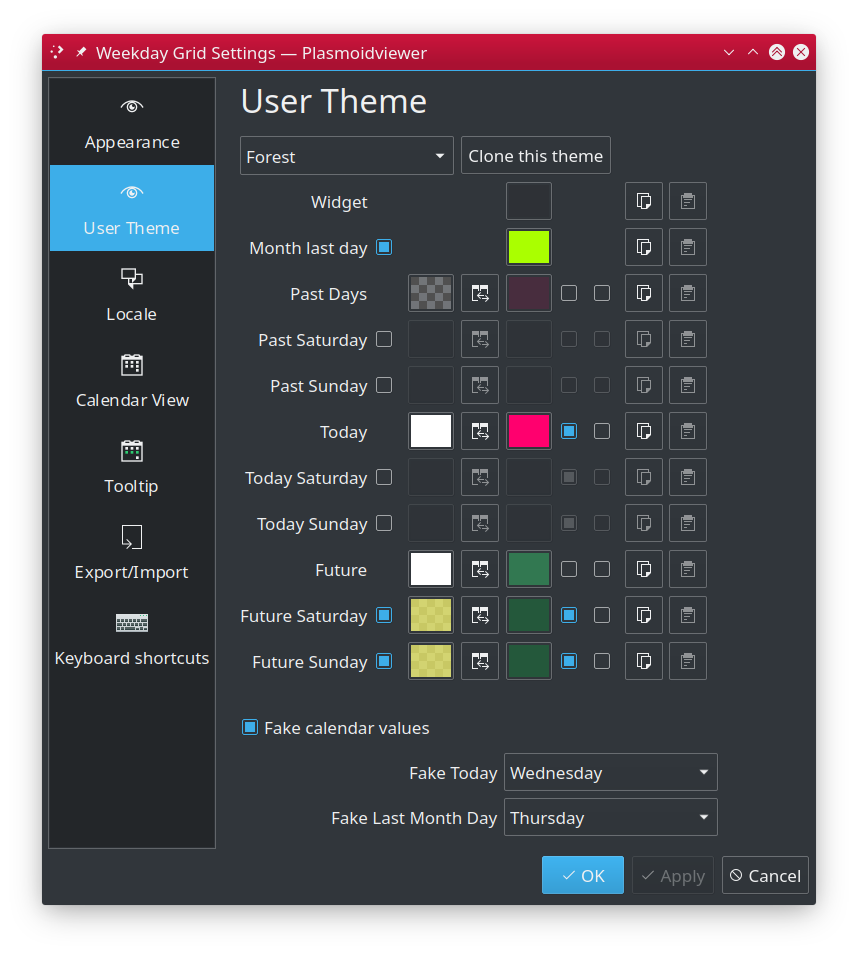 Weekday Grid Settings — Plasmoidviewer
Appearance
User Theme
Locale
Calendar View
Tooltip
Export/Import
Keyboard shortcuts
User Theme
Forest
Clone this theme
Widget
Month last day
Past Days
Past Saturday
Past Sunday
Today
Today Saturday
Today Sunday
Future
Future Saturday
Future Sunday
Fake calendar values
Fake Today
Wednesday
Fake Last Month Day
Thursday
OK
Apply
Cancel